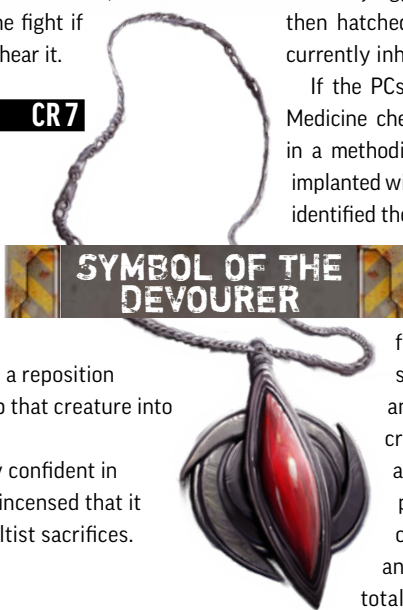 e fight if
hear it.
CR 7
then hatched
currently inh
If the PCs
Medicine che
in a methodi
implanted wi
identified the
SYMBOL OF THE
DEVOURER
a reposition
that creature into
confident in
incensed that it
ltist sacrifices.
f
s
an
cr
a
p
o
an
total